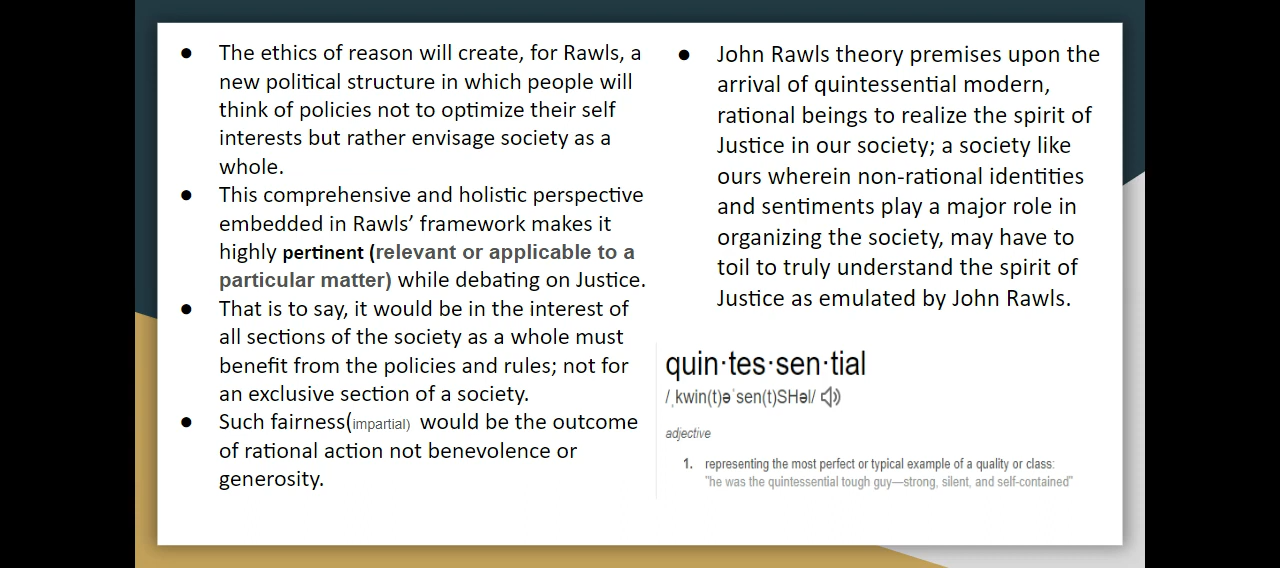 ● The ethics of reason will create, for Rawls, a
new political structure in which people will
think of policies not to optimize their self
interests but rather envisage society as a
whole.
● This comprehensive and holistic perspective
embedded in Rawls’ framework makes it
highly pertinent (relevant or applicable to a
particular matter) while debating on Justice.
● That is to say, it would be in the interest of
all sections of the society as a whole must
benefit from the policies and rules; not for
an exclusive section of a society.
● Such fairness(impartial) would be the outcome
of rational action not benevolence or
generosity.
● John Rawls theory premises upon the
arrival of quintessential modern,
rational beings to realize the spirit of
Justice in our society; a society like
ours wherein non-rational identities
and sentiments play a major role in
organizing the society, may have to
toil to truly understand the spirit of
Justice as emulated by John Rawls.
quin·tes·sen·tial
/ˌkwin(t)əˈsen(t)SHəl/
adjective
1. representing the most perfect or typical example of a quality or class:
"he was the quintessential tough guy—strong, silent, and self-contained"